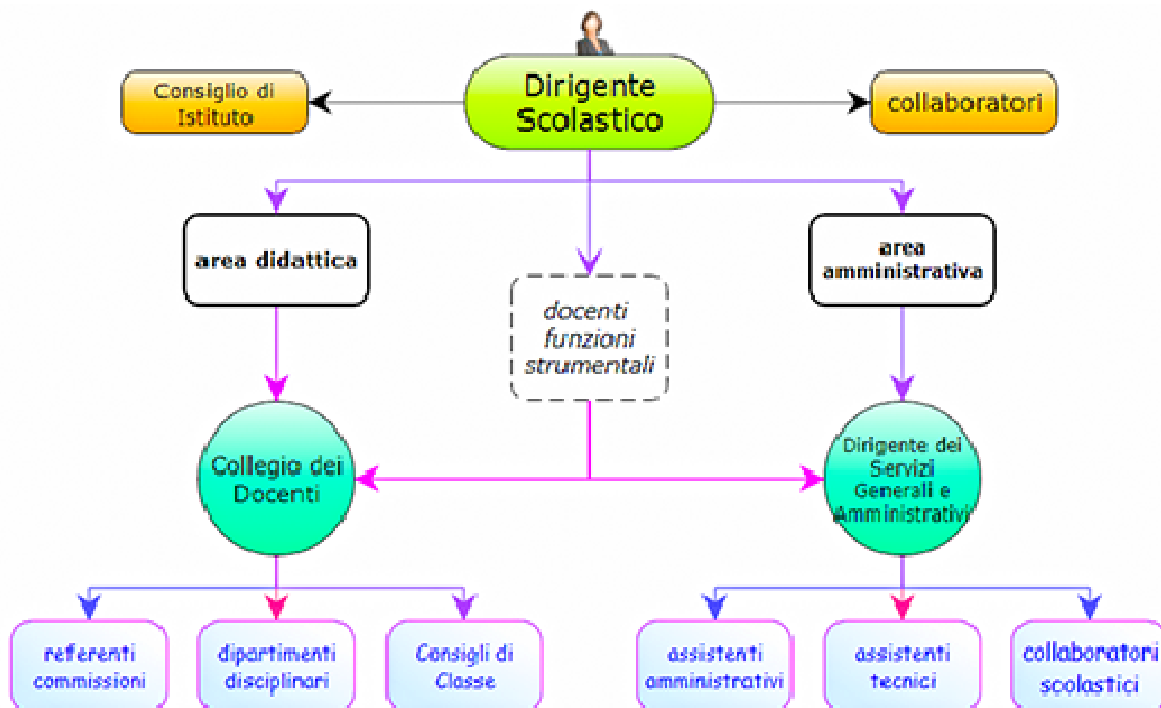 Dirigente
Scolastico
Consiglio di
Istituto
collaboratori
area didattica
area
amministrativa
docenti
funzioni
strumentali
Collegio dei
Docenti
Dirigente dei
Servizi
Generali e
Amministrativi
referenti
commissioni
dipartimenti
disciplinari
Consigli di
Classe
assistenti
amministrativi
assistenti
tecnici
collaboratori
scolastici